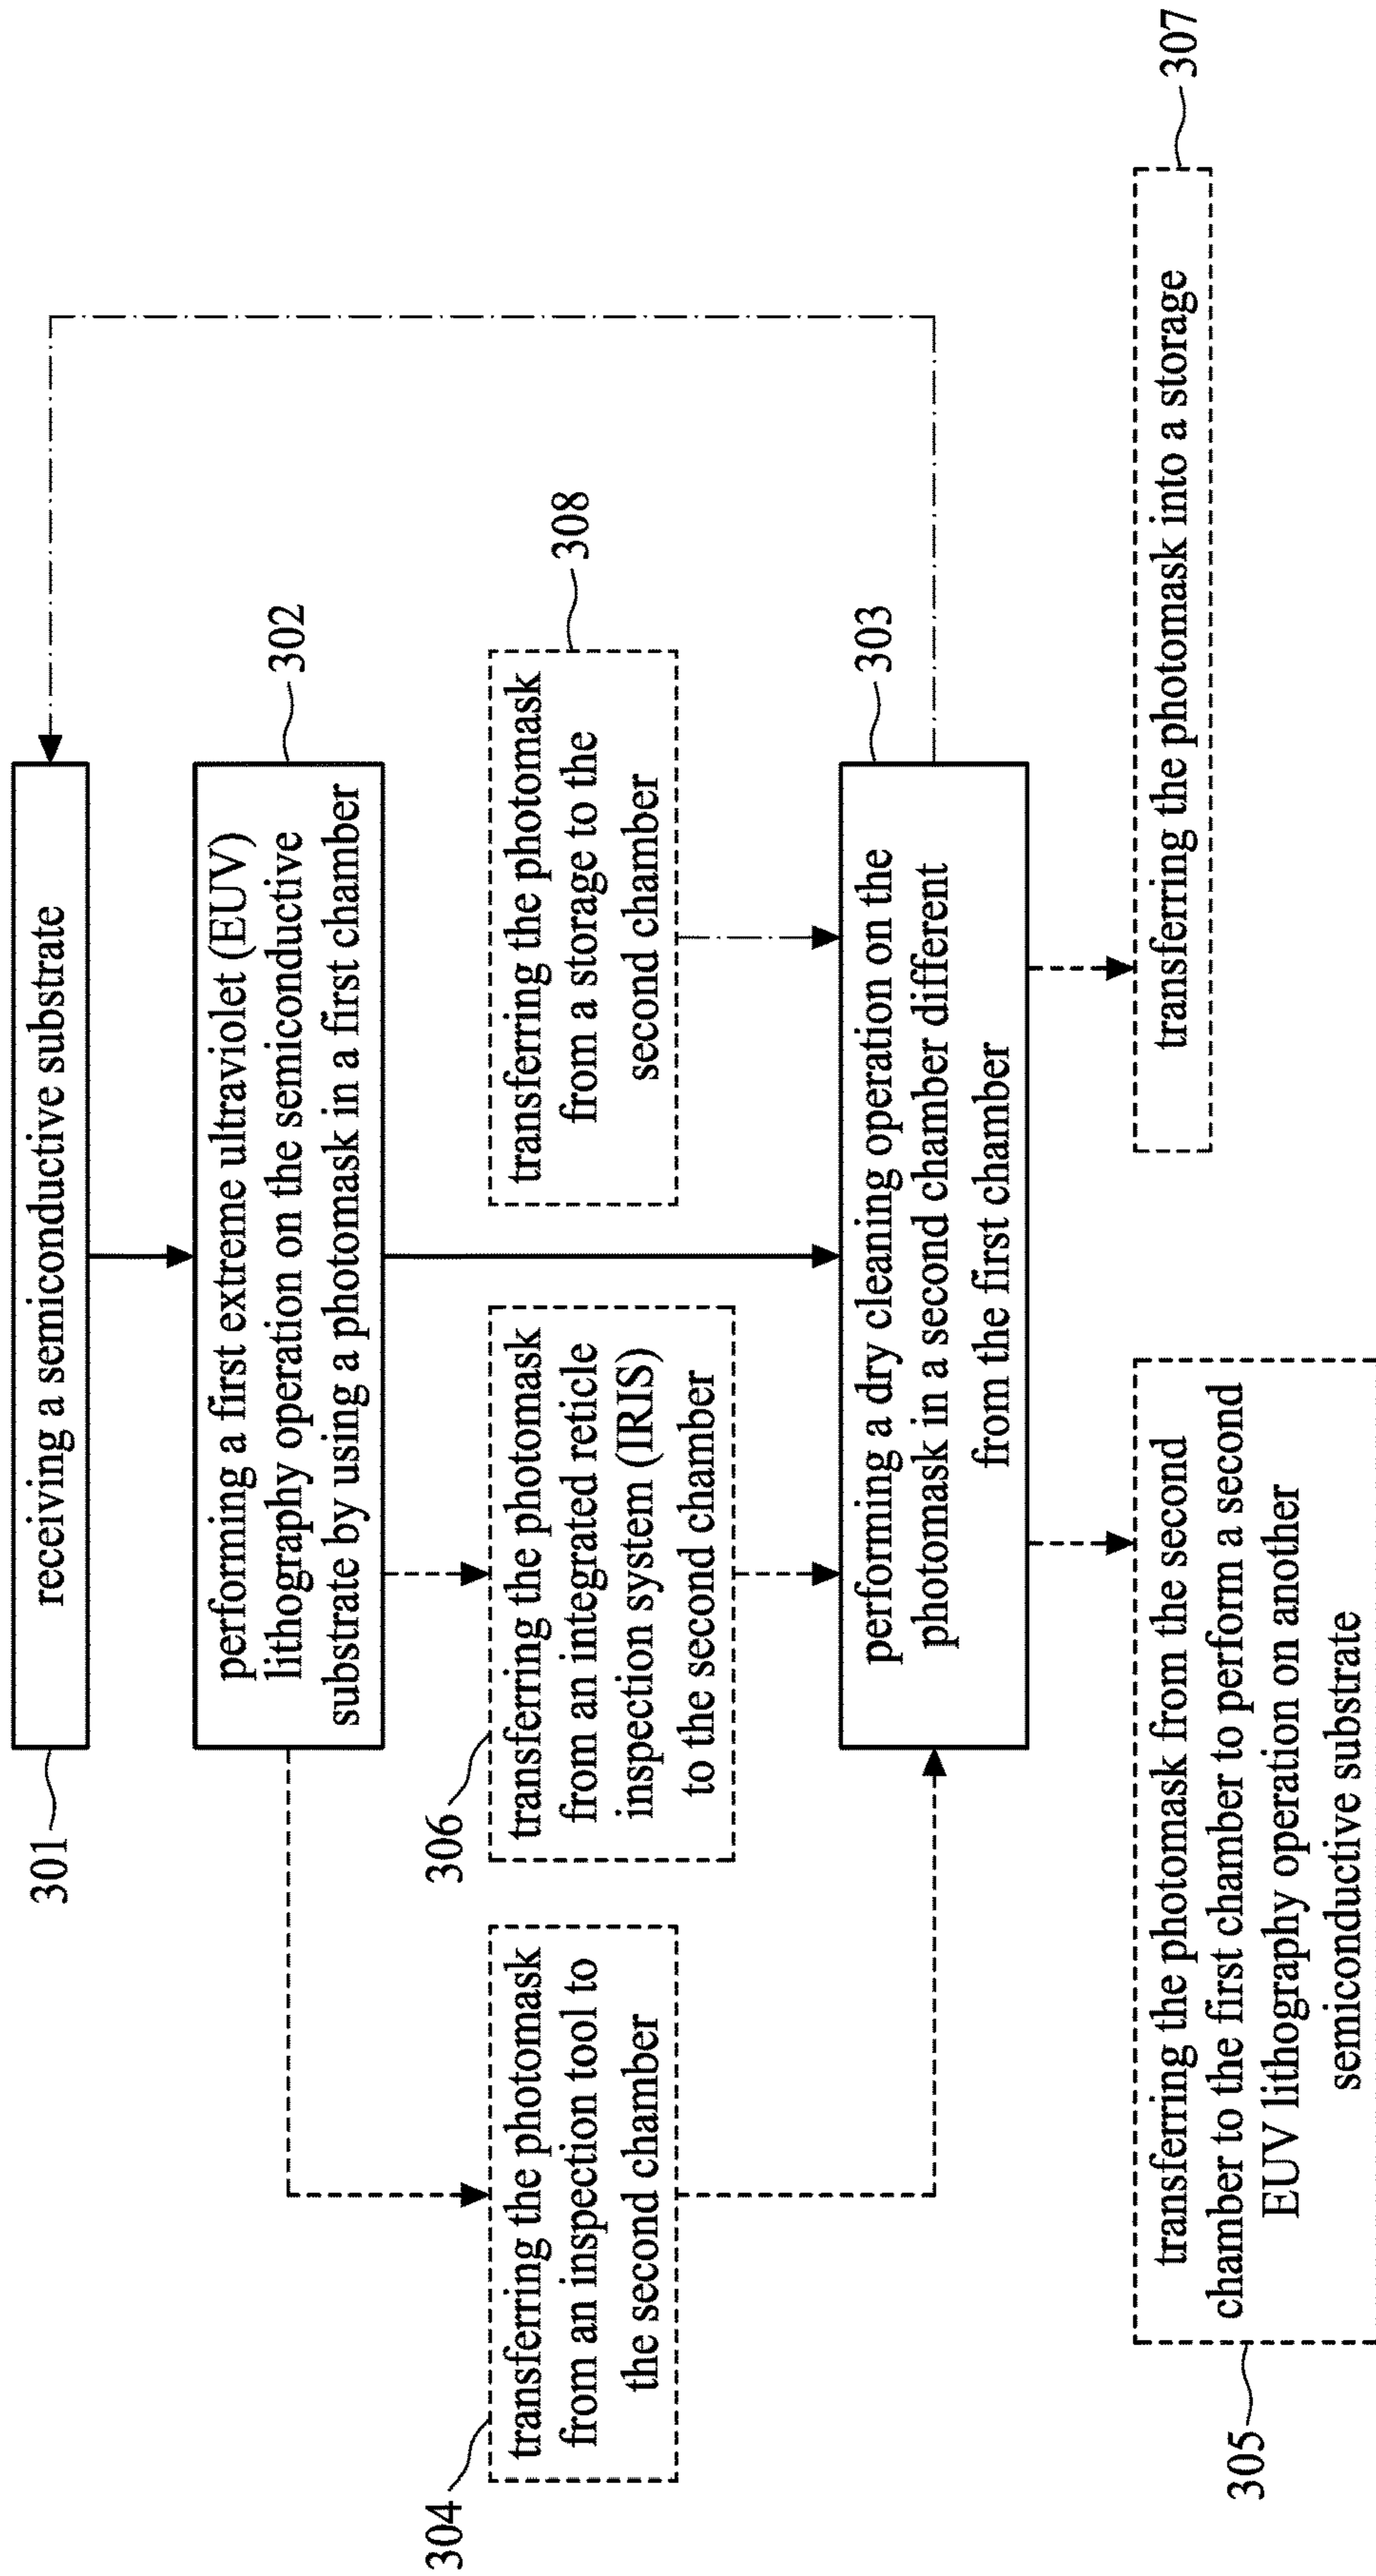 301
receiving a semiconductive substrate
302
performing a first extreme ultraviolet (EUV)
lithography operation on the semiconductive
substrate by using a photomask in a first chamber
304
transferring the photomask
from an inspection tool to
the second chamber
306
transferring the photomask
from an integrated reticle
inspection system (IRIS)
to the second chamber
308
transferring the photomask
from a storage to the
second chamber
303
performing a dry cleaning operation on the
photomask in a second chamber different
from the first chamber
305
transferring the photomask from the second
chamber to the first chamber to perform a second
EUV lithography operation on another
semiconductive substrate
307
transferring the photomask into a storage